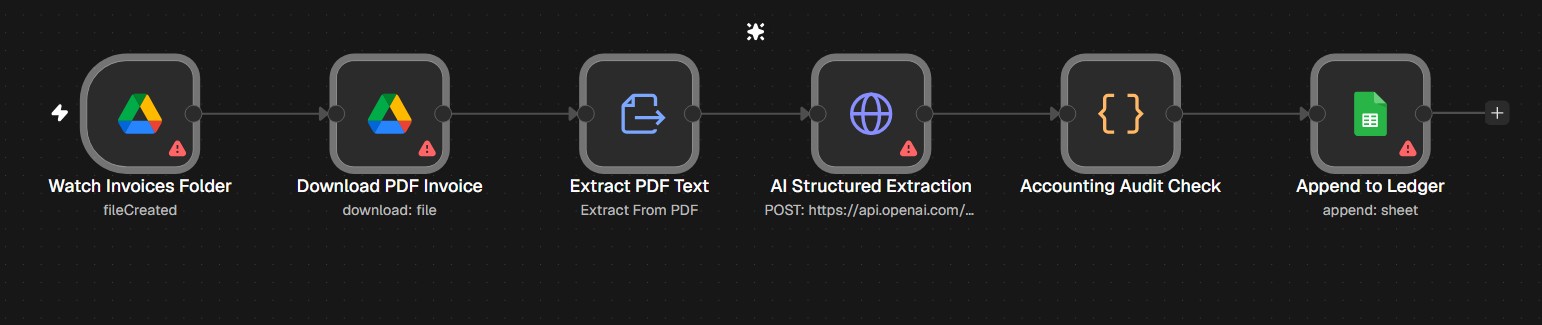 Watch Invoices Folder
fileCreated
Download PDF Invoice
download: file
Extract PDF Text
Extract From PDF
AI Structured Extraction
POST: https://api.openai.com/...
Accounting Audit Check
Append to Ledger
append: sheet